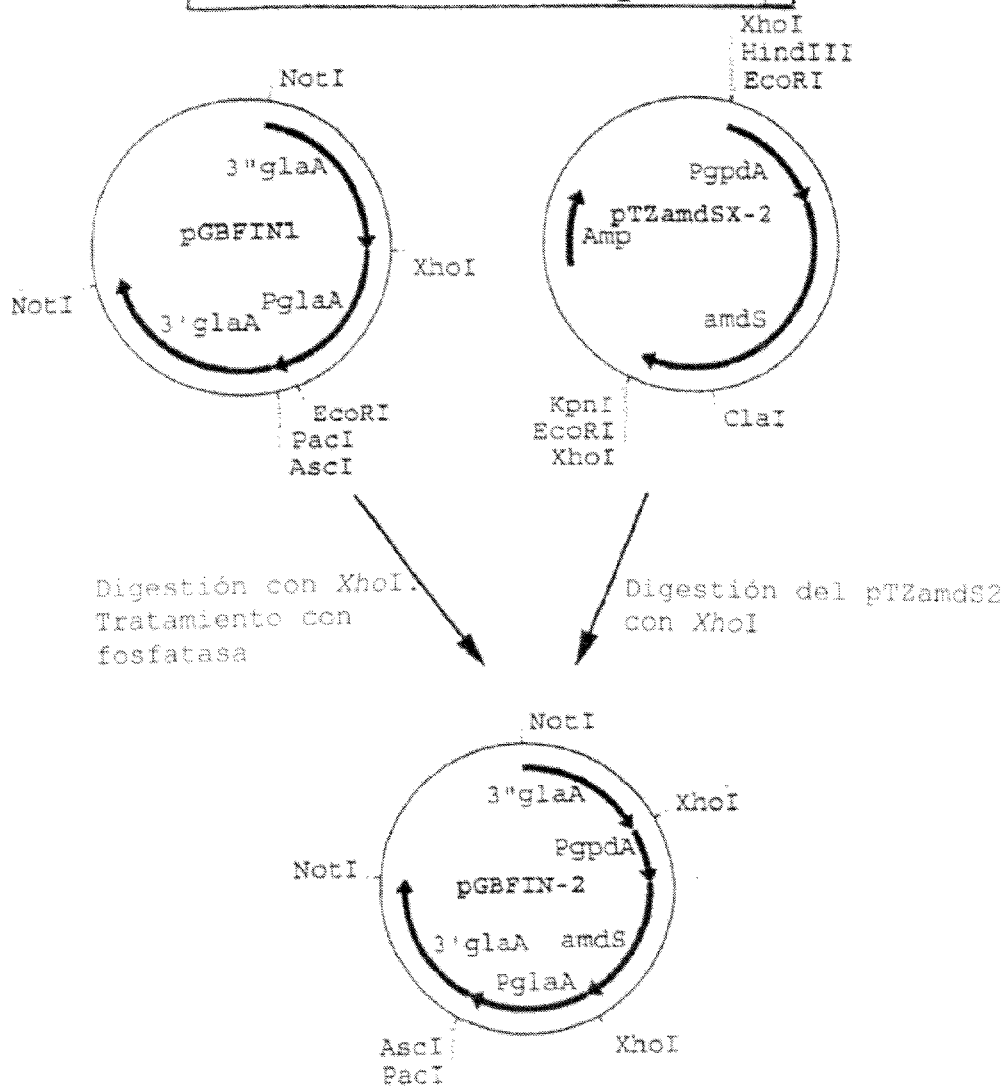 NotI
3"glaA
pGBFIN1
XhoI
NotI
PglaA
3'glaA
EcoRI
PacI
AscI
XhoI
HindIII
EcoRI
PgpdA
pTZamdSX-2
Amp
amdS
KpnI
EcoRI
XhoI
ClaI
Digestión con XhoI.
Tratamiento con
fosfatasa
Digestión del pTZamdS2
con XhoI
NotI
3"glaA
XhoI
PgpdA
NotI
pGBFIN-2
3'glaA
amdS
PglaA
AscI
PacI
XhoI